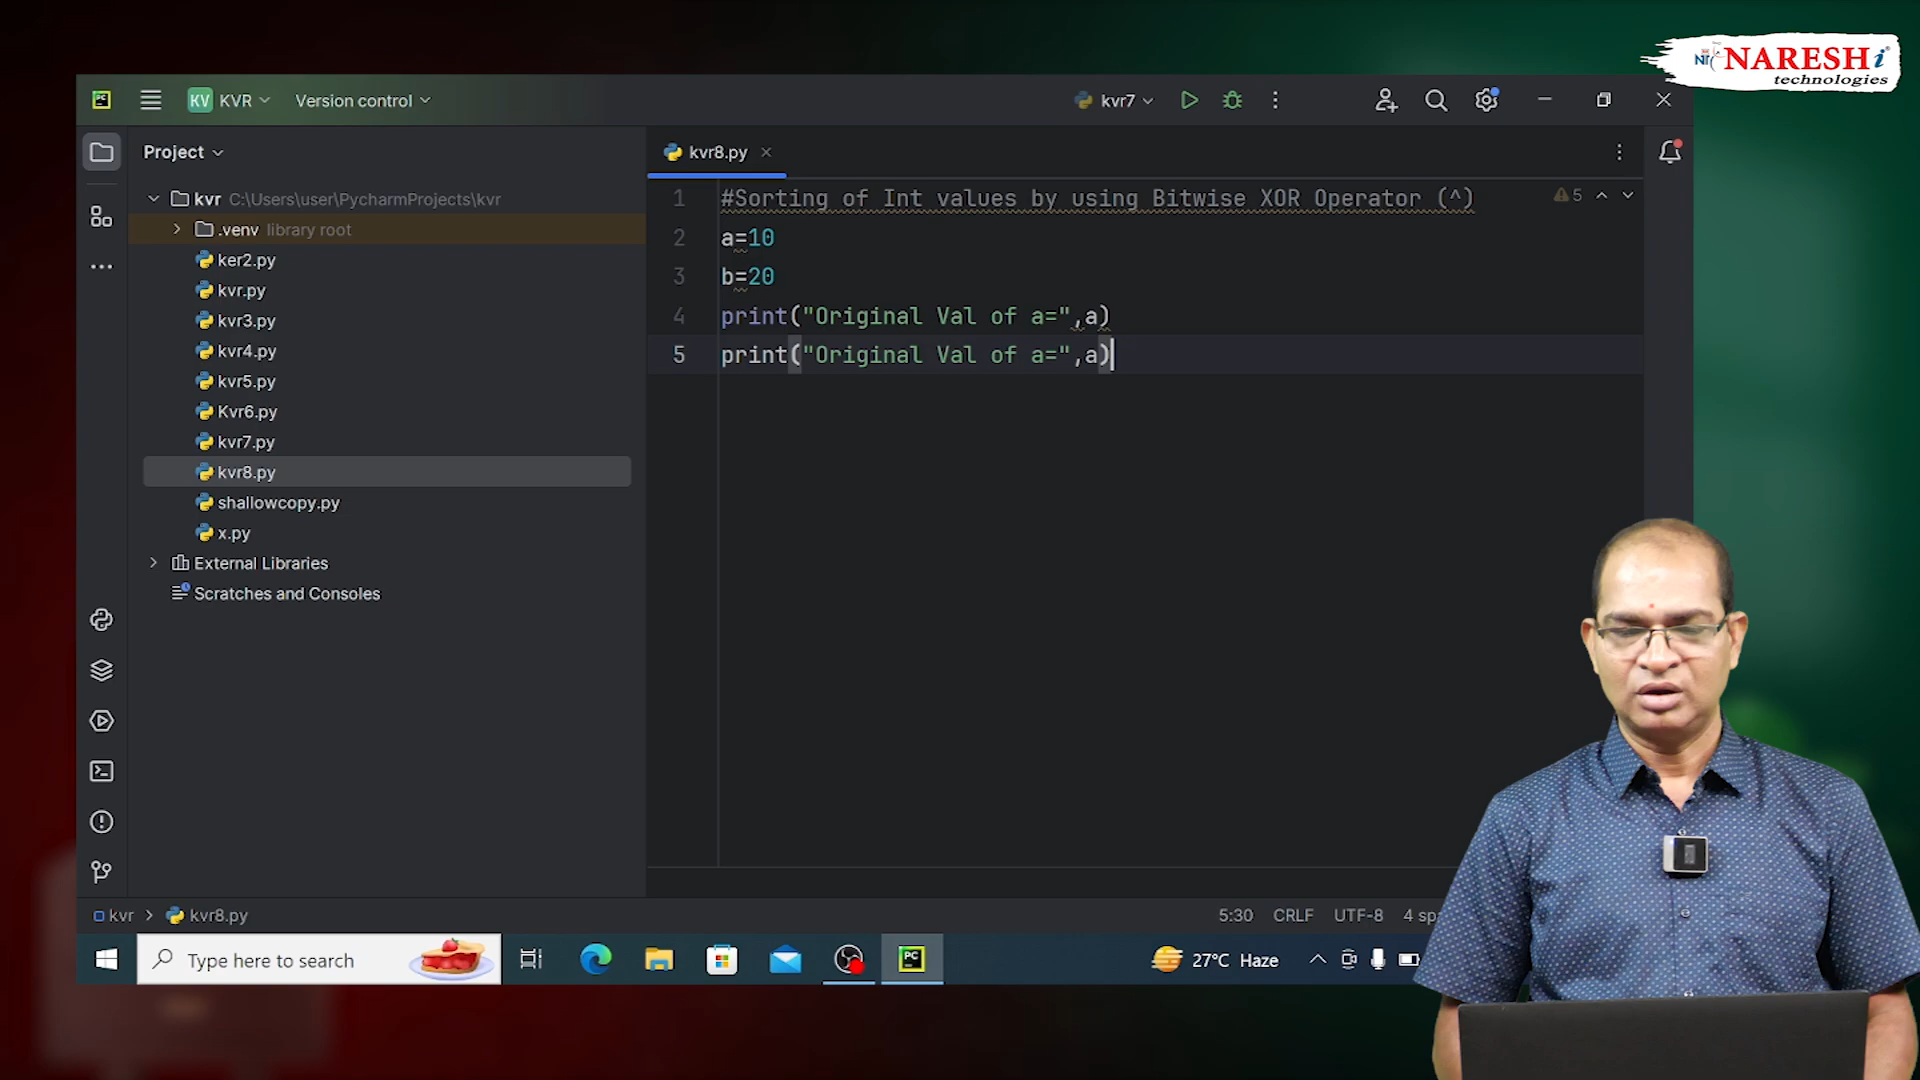 NARESH i
technologies
PC
KV KVR
Version control
kvr7
Project
kvr8.py
kvr C:\Users\user\PycharmProjects\kvr
.venv library root
ker2.py
kvr.py
kvr3.py
kvr4.py
kvr5.py
Kvr6.py
kvr7.py
kvr8.py
shallowcopy.py
x.py
External Libraries
Scratches and Consoles
1 #Sorting of Int values by using Bitwise XOR Operator (^)
5
2 a=10
3 b=20
4 print("Original Val of a=",a)
5 print("Original Val of a=",a)
kvr > kvr8.py
5:30 CRLF UTF-8
Type here to search
PC
27°C Haze